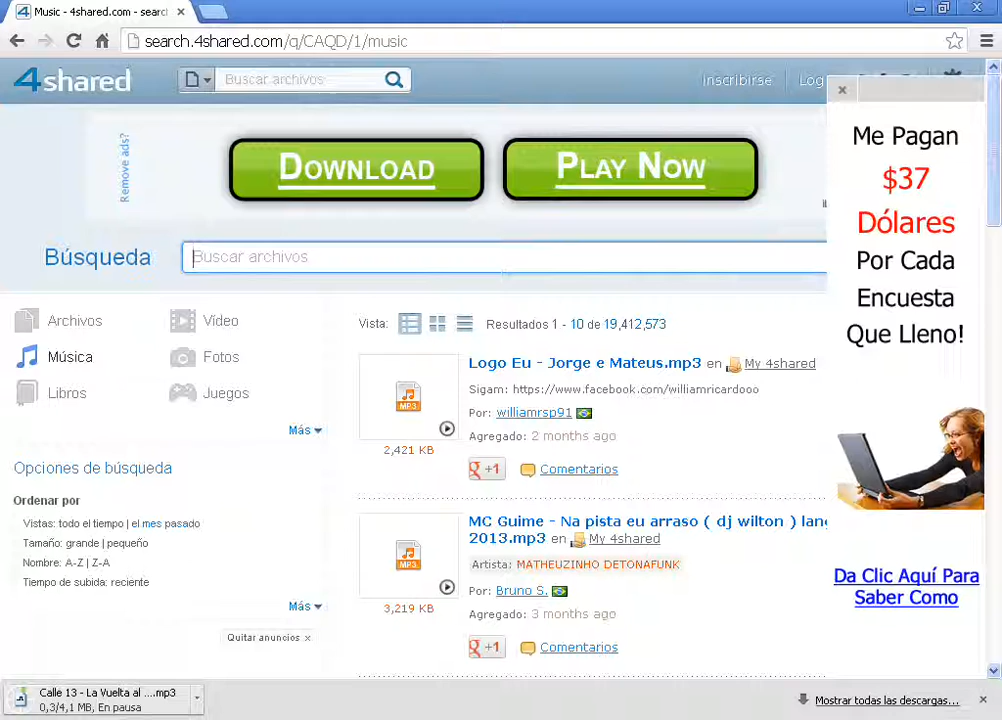 Music - 4shared.com - searc
search.4shared.com/q/CAQD/1/music
4shared
Buscar archivos
Inscribirse
Log
Remove ads?
DOWNLOAD
PLAY NOW
Me Pagan
$37
Dólares
Por Cada
Encuesta
Que Lleno!
Da Clic Aquí Para
Saber Como
Búsqueda
Buscar archivos
Archivos
Vídeo
Música
Fotos
Libros
Juegos
Más
Opciones de búsqueda
Ordenar por
Vistas: todo el tiempo | el mes pasado
Tamaño: grande | pequeño
Nombre: A-Z | Z-A
Tiempo de subida: reciente
Más
Quitar anuncios ×
Vista:
Resultados 1 - 10 de 19,412,573
MP3
2,421 KB
Logo Eu - Jorge e Mateus.mp3 en My 4shared
Sigam: https://www.facebook.com/williamricardooo
Por: williamrsp91
Agregado: 2 months ago
g +1
Comentarios
MP3
3,219 KB
MC Guime - Na pista eu arraso ( dj wilton ) lanç
2013.mp3 en My 4shared
Artista: MATHEUZINHO DETONAFUNK
Por: Bruno S.
Agregado: 3 months ago
g +1
Comentarios
Calle 13 - La Vuelta al ....mp3
0,3/4,1 MB, En pausa
Mostrar todas las descargas...